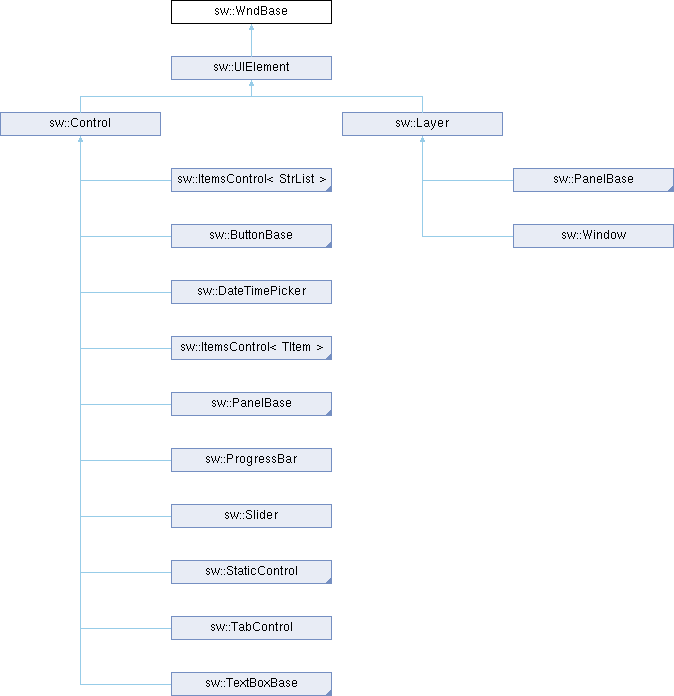 sw::WndBase
sw::UIElement
sw::Control
sw::Layer
sw::ItemsControl< StrList >
sw::PanelBase
sw::ButtonBase
sw::Window
sw::DateTimePicker
sw::ItemsControl< TItem >
sw::PanelBase
sw::ProgressBar
sw::Slider
sw::StaticControl
sw::TabControl
sw::TextBoxBase